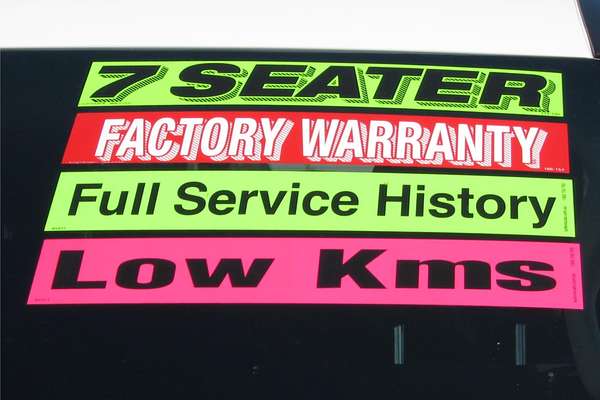 7 SEATER
FACTORY WARRANTY
Full Service History
Low Kms